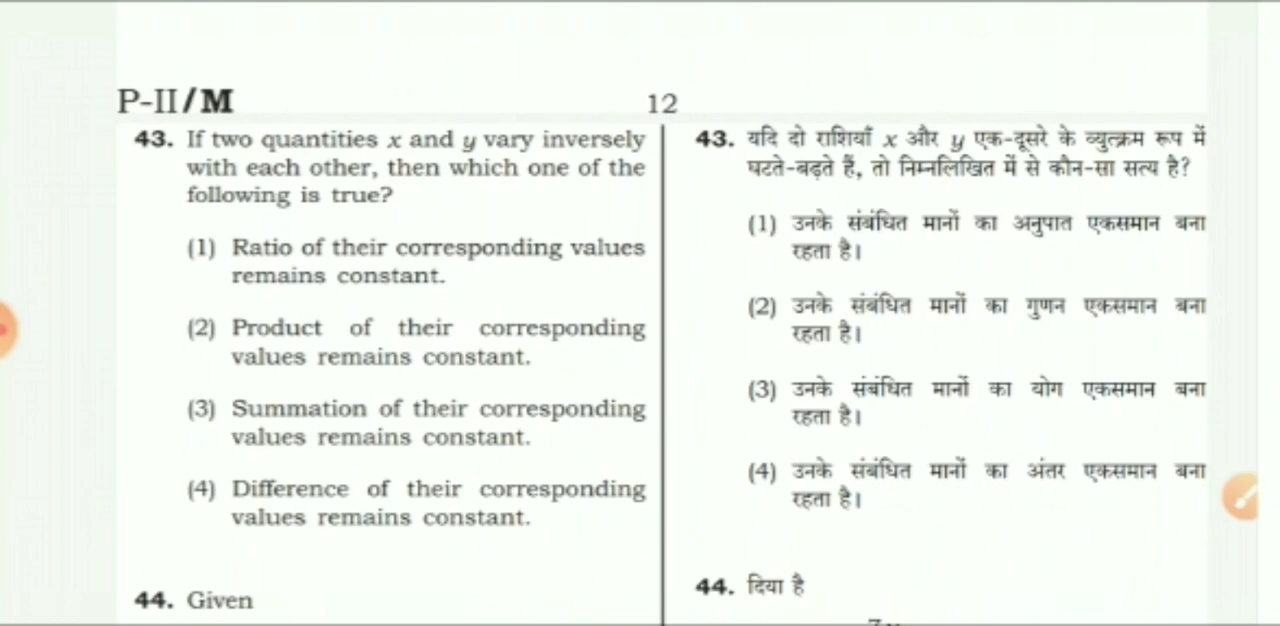 P-II/M
12
43. If two quantities x and y vary inversely
with each other, then which one of the
following is true?
(1) Ratio of their corresponding values
remains constant.
(2) Product of their corresponding
values remains constant.
(3) Summation of their corresponding
values remains constant.
(4) Difference of their corresponding
values remains constant.
44. Given
43. यदि दो राशियाँ x और y एक-दूसरे के व्युत्क्रम रूप में
घटते-बढ़ते हैं, तो निम्नलिखित में से कौन-सा सत्य है?
(1) उनके संबंधित मानों का अनुपात एकसमान बना
रहता है।
(2) उनके संबंधित मानों का गुणन एकसमान बना
रहता है।
(3) उनके संबंधित मानों का योग एकसमान बना
रहता है।
(4) उनके संबंधित मानों का अंतर एकसमान बना
रहता है।
44. दिया है